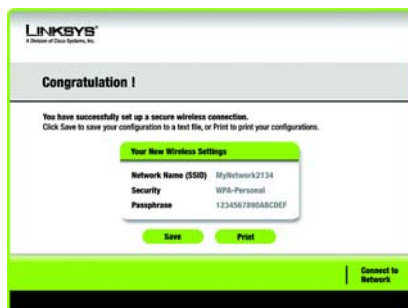 LINKSYS®
A Division of Cisco Systems, Inc.
Congratulation !
You have successfully set up a secure wireless connection.
Click Save to save your configuration to a text file, or Print to print your configurations.
Your New Wireless Settings
Network Name (SSID) MyNetwork2134
Security WPA-Personal
Passphrase 1234567890ABCDEF
Save Print
Connect to
Network